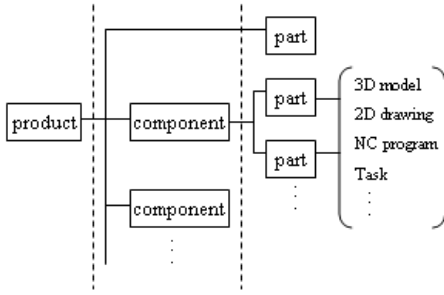 part
part
3D model
2D drawing
product
component
NC program
part
Task
component